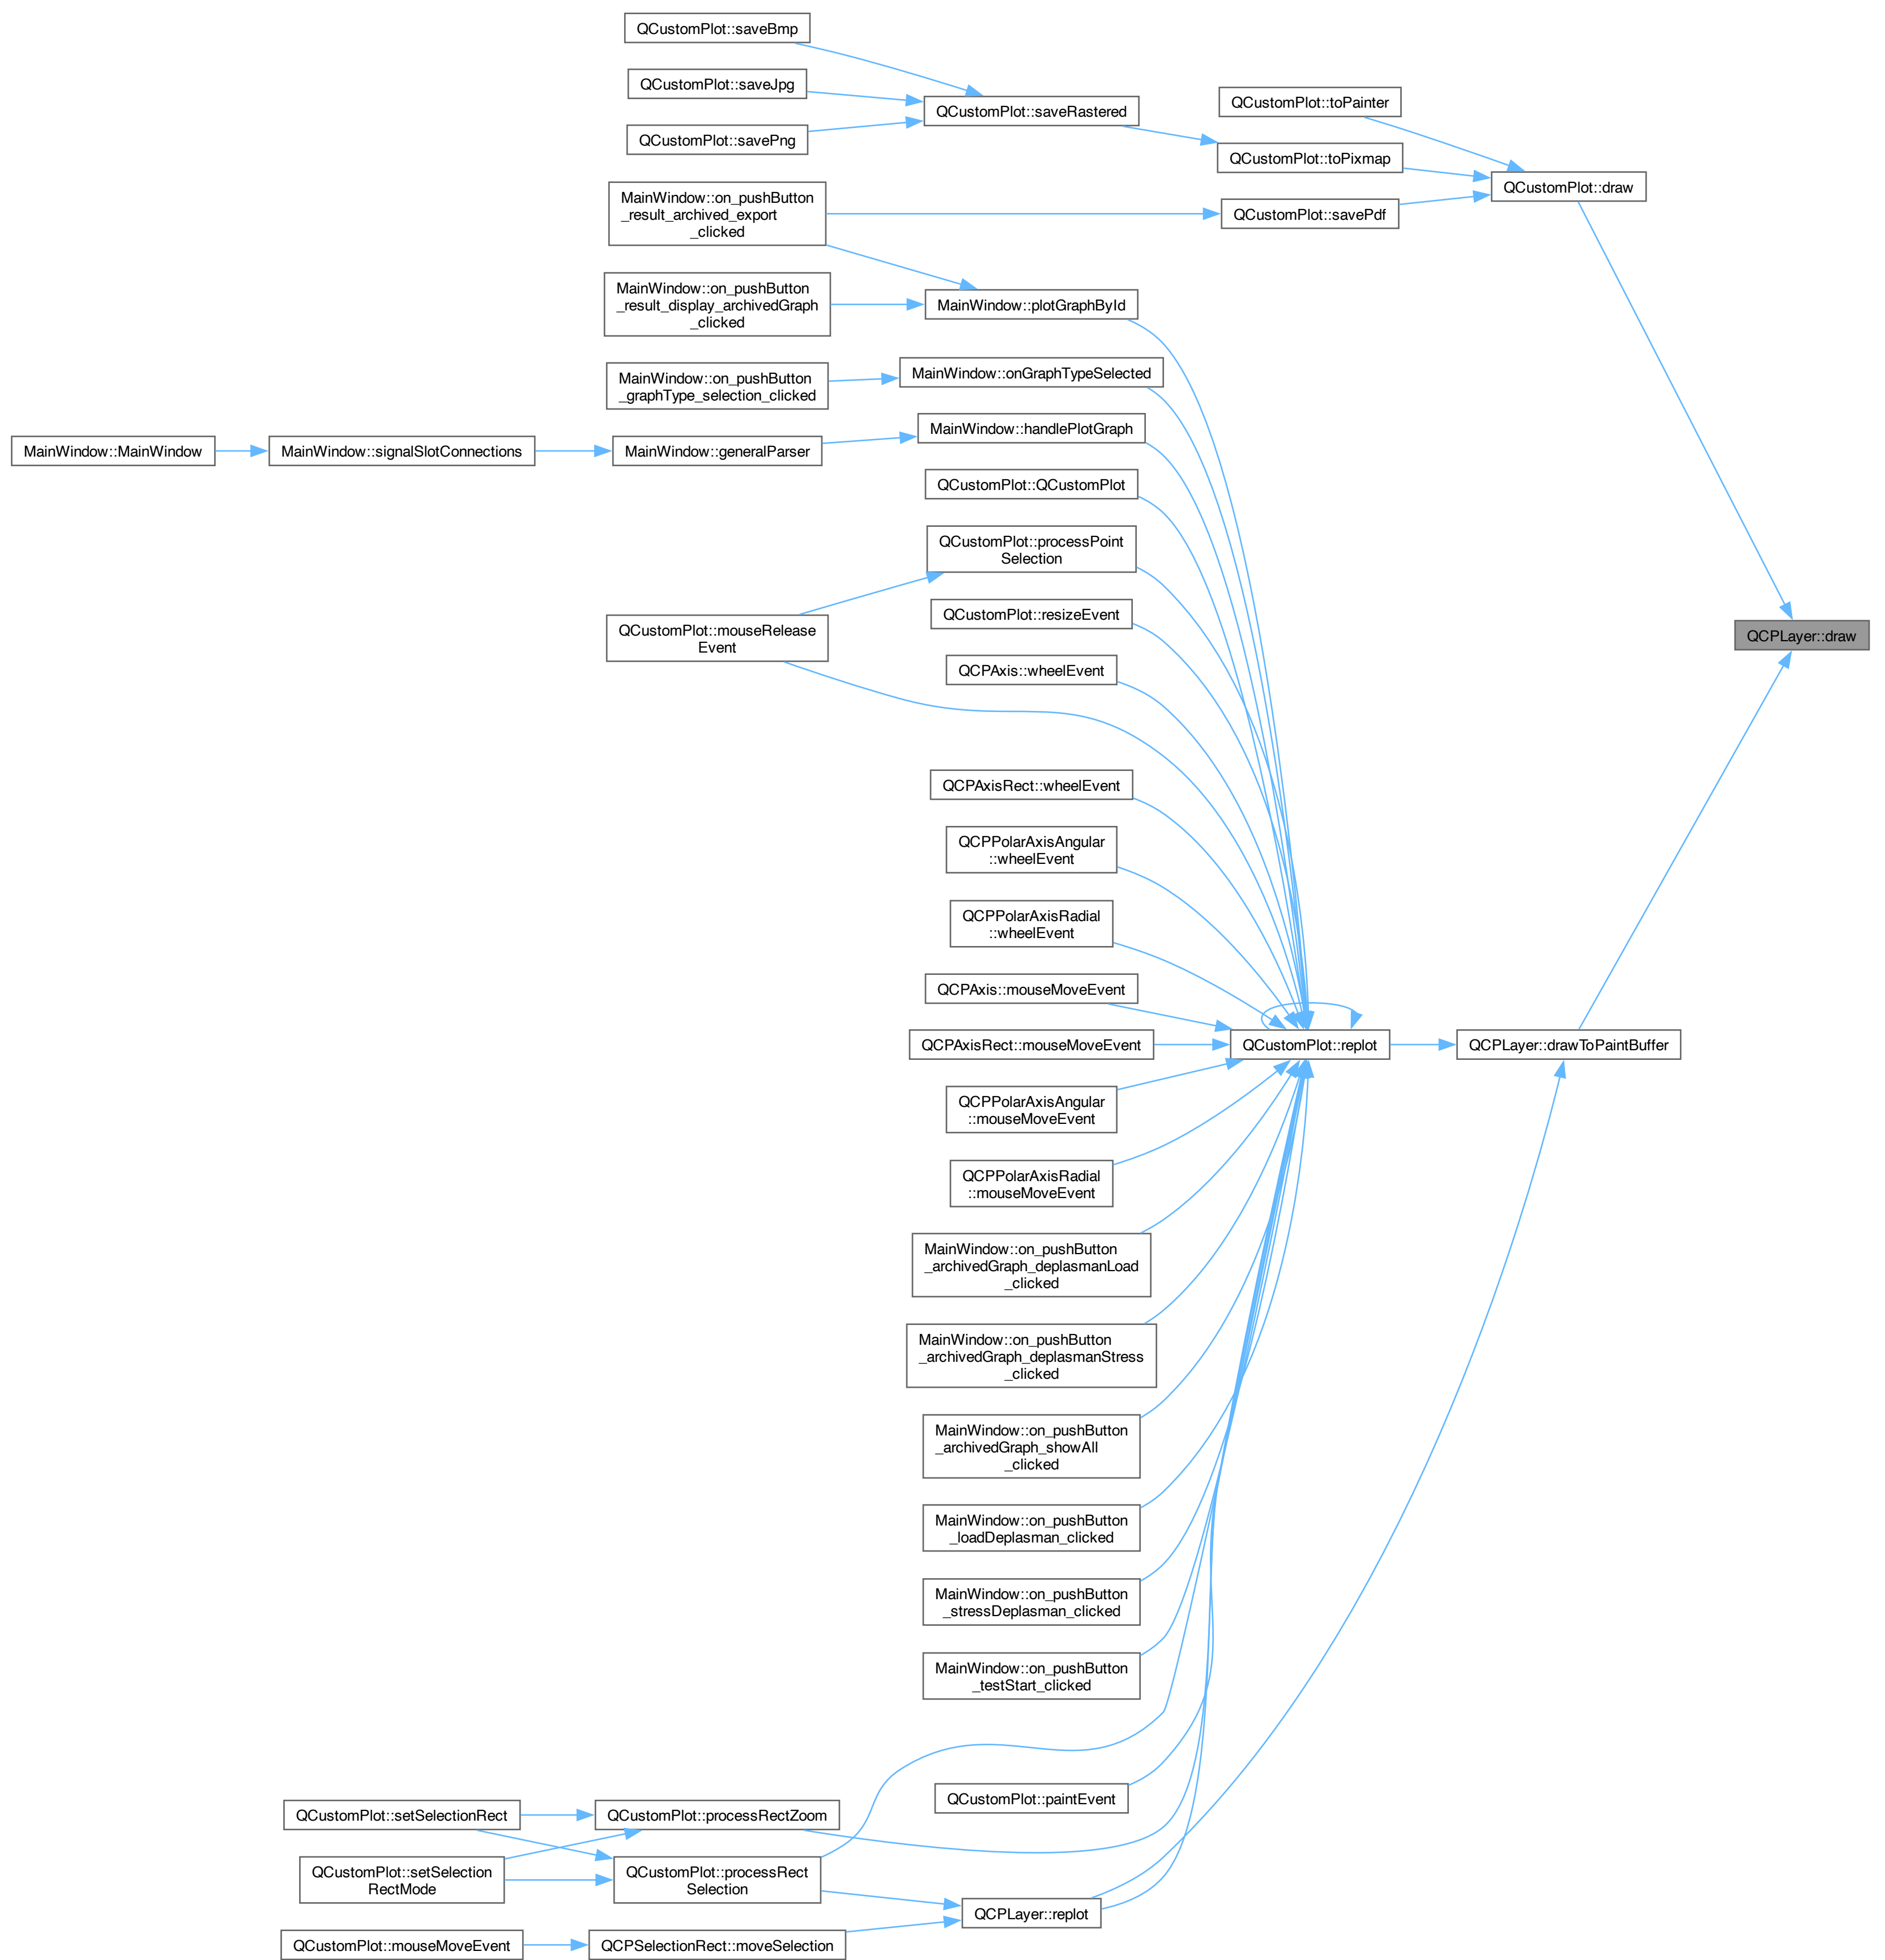 QCustomPlot::saveBmp
QCustomPlot::saveJpg
QCustomPlot::savePng
QCustomPlot::saveRastered
QCustomPlot::toPainter
QCustomPlot::toPixmap
QCustomPlot::savePdf
QCustomPlot::draw
MainWindow::on_pushButton
_result_archived_export
_clicked
MainWindow::on_pushButton
_result_display_archivedGraph
_clicked
MainWindow::plotGraphById
MainWindow::on_pushButton
_graphType_selection_clicked
MainWindow::onGraphTypeSelected
MainWindow::MainWindow
MainWindow::signalSlotConnections
MainWindow::generalParser
MainWindow::handlePlotGraph
QCustomPlot::QCustomPlot
QCustomPlot::processPoint
Selection
QCustomPlot::mouseRelease
Event
QCustomPlot::resizeEvent
QCPLayer::draw
QCPAxis::wheelEvent
QCPAxisRect::wheelEvent
QCPPolarAxisAngular
::wheelEvent
QCPPolarAxisRadial
::wheelEvent
QCPAxis::mouseMoveEvent
QCPAxisRect::mouseMoveEvent
QCustomPlot::replot
QCPLayer::drawToPaintBuffer
QCPPolarAxisAngular
::mouseMoveEvent
QCPPolarAxisRadial
::mouseMoveEvent
MainWindow::on_pushButton
_archivedGraph_deplasmanLoad
_clicked
MainWindow::on_pushButton
_archivedGraph_deplasmanStress
_clicked
MainWindow::on_pushButton
_archivedGraph_showAll
_clicked
MainWindow::on_pushButton
_loadDeplasman_clicked
MainWindow::on_pushButton
_stressDeplasman_clicked
MainWindow::on_pushButton
_testStart_clicked
QCustomPlot::paintEvent
QCustomPlot::setSelectionRect
QCustomPlot::processRectZoom
QCustomPlot::setSelection
RectMode
QCustomPlot::processRect
Selection
QCPLayer::replot
QCustomPlot::mouseMoveEvent
QCPSelectionRect::moveSelection